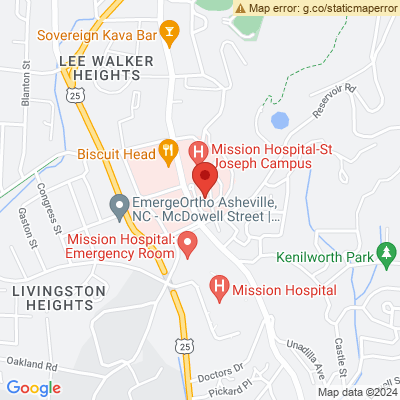 Map error: g.co/staticmaperror
Sovereign Kava Bar
LEE WALKER
HEIGHTS
Blanton St
25
Reservoir Rd
Mission Hospital-St
Joseph Campus
Biscuit Head
EmergeOrtho Asheville,
NC - McDowell Street |...
Congress St
Gaston St
Mission Hospital:
Emergency Room
Kenilworth Park
Mission Hospital
LIVINGSTON
HEIGHTS
25
Oakland Rd
Doctors Dr
Pickard Pl
Unadilla Ave
Castle St
Google
Map data ©2024